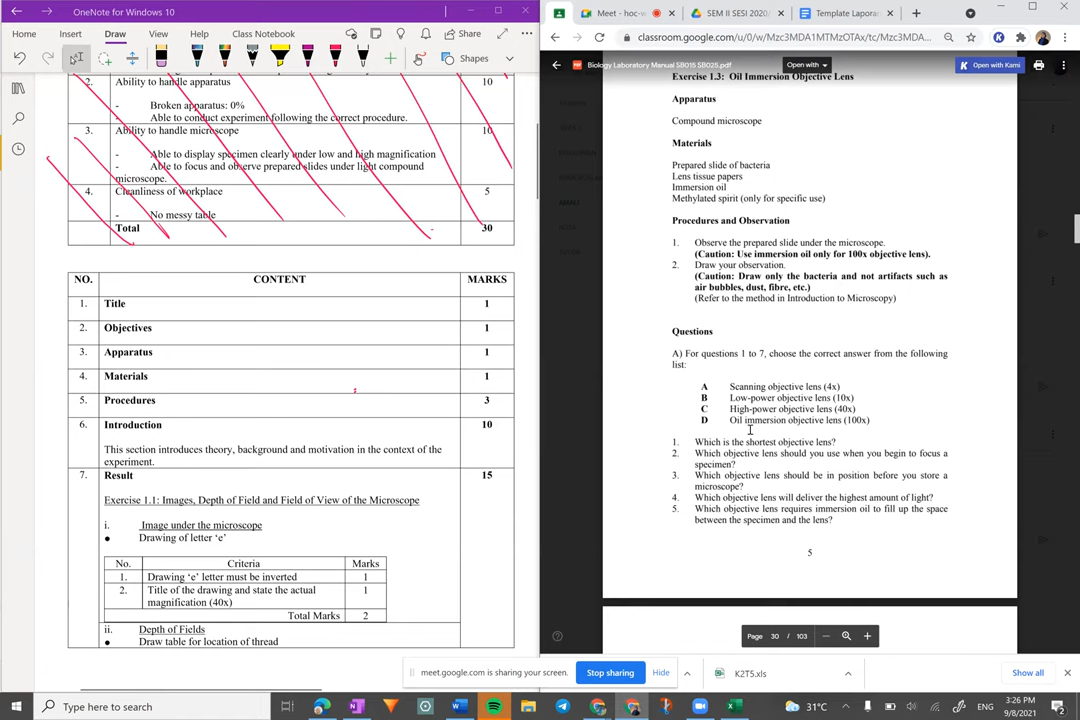 OneNote for Windows 10
Home
Insert
Draw
View
Help
Class Notebook
Share
Shapes
2.
Ability to handle apparatus
10
- Broken apparatus: 0%
- Able to conduct experiment following the correct procedure.
3.
Ability to handle microscope
10
- Able to display specimen clearly under low and high magnification
- Able to focus and observe prepared slides under light compound
microscope.
4.
Cleanliness of workplace
5
- No messy table
Total
30
NO.
CONTENT
MARKS
1.
Title
1
2.
Objectives
1
3.
Apparatus
1
4.
Materials
1
5.
Procedures
3
6.
Introduction
10
This section introduces theory, background and motivation in the context of the
experiment.
7.
Result
15
Exercise 1.1: Images, Depth of Field and Field of View of the Microscope
i. Image under the microscope
● Drawing of letter ‘e’
No.
Criteria
Marks
1.
Drawing ‘e’ letter must be inverted
1
2.
Title of the drawing and state the actual
magnification (40x)
1
Total Marks
2
ii. Depth of Fields
● Draw table for location of thread
Meet - hoc-w
SEM II SESI 2020/
Template Lapora
classroom.google.com/u/0/w/Mzc3MDA1MTMzOTAx/tc/Mzc3MDA...
Biology Laboratory Manual SB015 SB025.pdf
Open with
Open with Kami
Exercise 1.3: Oil Immersion Objective Lens
Apparatus
Compound microscope
Materials
Prepared slide of bacteria
Lens tissue papers
Immersion oil
Methylated spirit (only for specific use)
Procedures and Observation
1. Observe the prepared slide under the microscope.
(Caution: Use immersion oil only for 100x objective lens).
2. Draw your observation.
(Caution: Draw only the bacteria and not artifacts such as
air bubbles, dust, fibre, etc.)
(Refer to the method in Introduction to Microscopy)
Questions
A) For questions 1 to 7, choose the correct answer from the following
list:
A Scanning objective lens (4x)
B Low-power objective lens (10x)
C High-power objective lens (40x)
D Oil immersion objective lens (100x)
1. Which is the shortest objective lens?
2. Which objective lens should you use when you begin to focus a
specimen?
3. Which objective lens should be in position before you store a
microscope?
4. Which objective lens will deliver the highest amount of light?
5. Which objective lens requires immersion oil to fill up the space
between the specimen and the lens?
5
Page 30 / 103
meet.google.com is sharing your screen.
Stop sharing
Hide
K2T5.xls
Show all
Type here to search
31°C
ENG
3:26 PM
9/8/2021
2